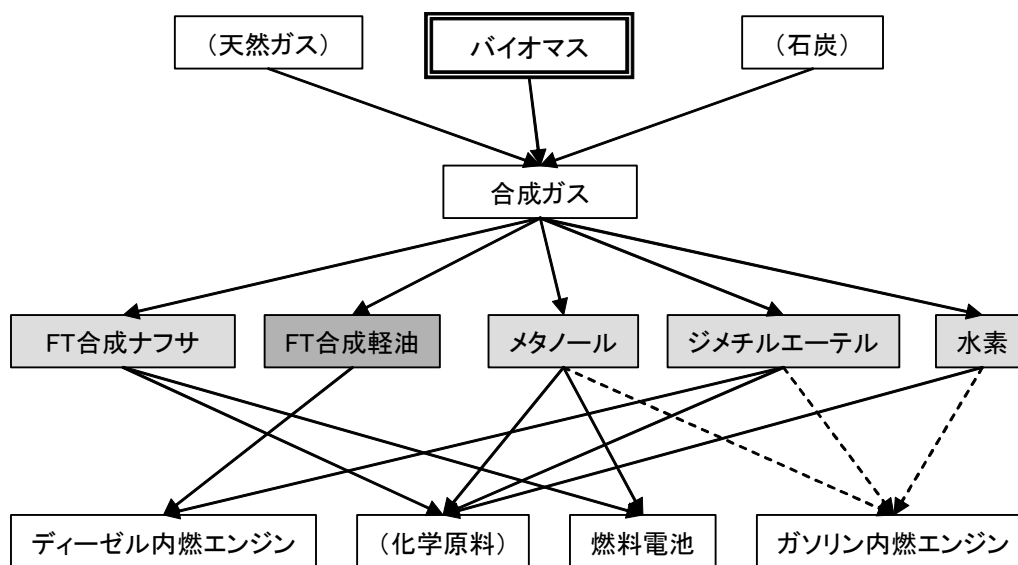 （天然ガス）
バイオマス
（石炭）
合成ガス
FT合成ナフサ
FT合成軽油
メタノール
ジメチルエーテル
水素
ディーゼル内燃エンジン
（化学原料）
燃料電池
ガソリン内燃エンジン